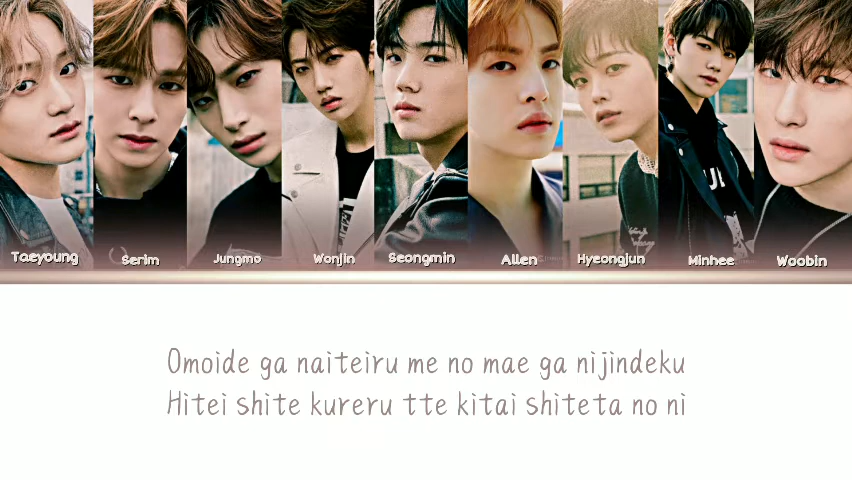 Taeyoung Serim Jungmo Wonjin Seongmin Allen Hyeongjun Minhee Woobin
Omoide ga naiteiru me no mae ga nijindeku
Hitei shite kureru tte kitai shiteta no ni